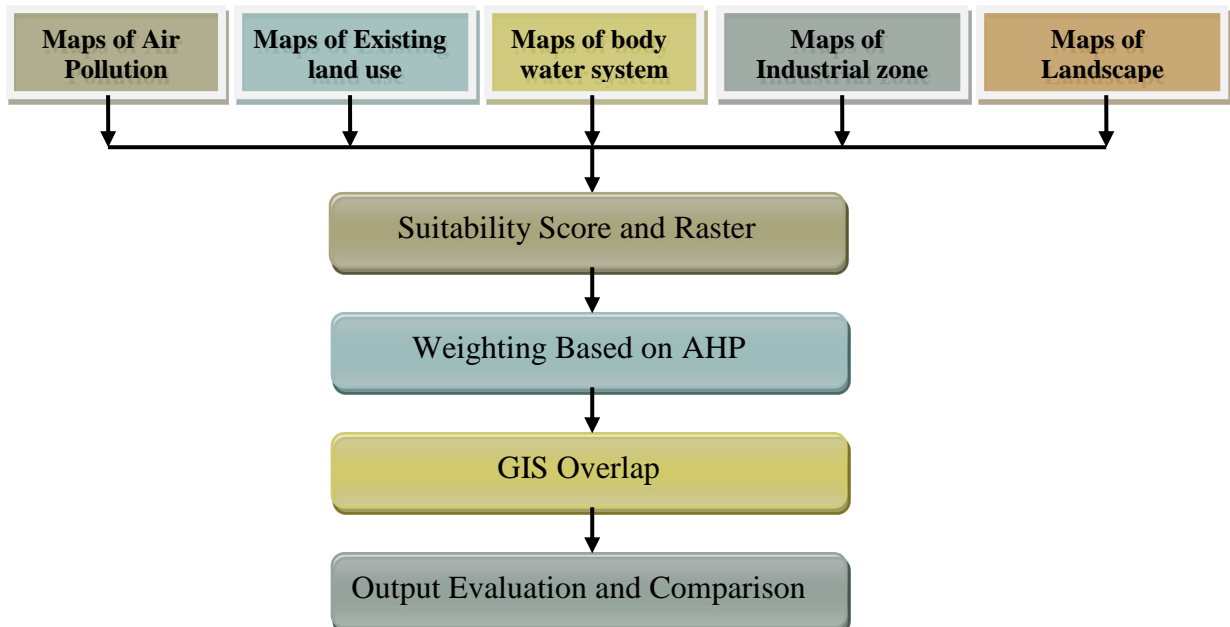 Maps of Air
Pollution
Maps of Existing
land use
Maps of body
water system
Maps of
Industrial zone
Maps of
Landscape
Suitability Score and Raster
Weighting Based on AHP
GIS Overlap
Output Evaluation and Comparison